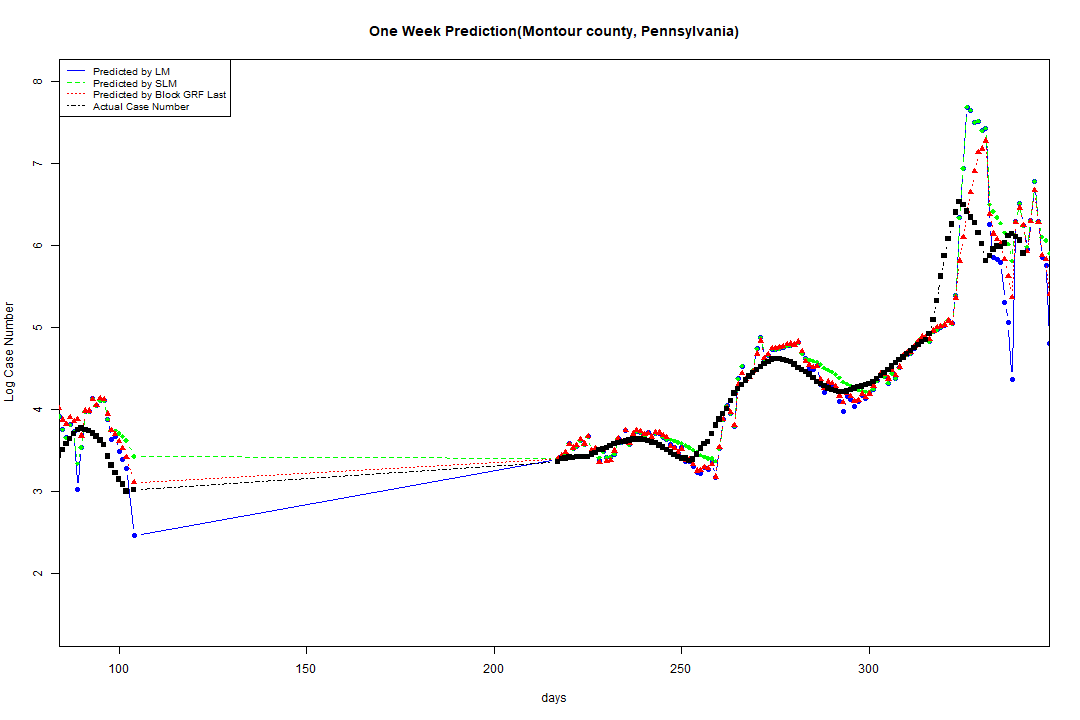 One Week Prediction(Montour county, Pennsylvania)
Predicted by LM
Predicted by SLM
Predicted by Block GRF Last
Actual Case Number
8
7
6
5
4
3
2
Log Case Number
100 150 200 250 300
days